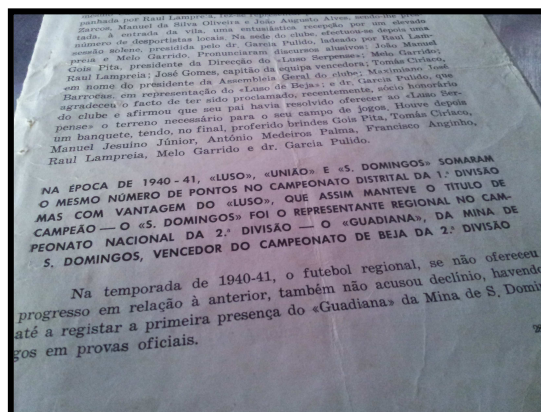 panhada por Raul Lampreia,
Zarcos, Manuel da Silva Oliveira e João Augusto Alves, sendo-lhe
tada, à entrada da vila, uma entusiástica recepção por um elevado
número de desportistas locais. Na sede do clube, efectuou-se depois uma
sessão solene, presidida pelo dr. Garcia Pulido, ladeado por Raul Lam-
preia e Melo Garrido. Pronunciaram discursos alusivos: João Manuel
Gois Pita, presidente da Direcção do «Luso Serpense»; Melo Garrido;
Raul Lampreia; José Gomes, capitão da equipa vencedora; Tomás Ciríaco,
em nome do presidente da Assembleia Geral do clube; Maximiano José
Barrocas, em representação do «Luso de Beja»; e dr. Garcia Pulido, que
agradeceu o facto de ter sido proclamado, recentemente, sócio honorário
do clube e afirmou que seu pai havia resolvido oferecer ao «Luso Ser-
pense» o terreno necessário para o seu campo de jogos. Houve depois
um banquete, tendo, no final, proferido brindes Gois Pita, Tomás Ciríaco,
Manuel Jesuíno Júnior, António Medeiros Palma, Francisco Anginho,
Raul Lampreia, Melo Garrido e dr. Garcia Pulido.
NA ÉPOCA DE 1940-41, «LUSO», «UNIÃO» E «S. DOMINGOS» SOMARAM
O MESMO NÚMERO DE PONTOS NO CAMPEONATO DISTRITAL DA 1.ª DIVISÃO
MAS COM VANTAGEM DO «LUSO», QUE ASSIM MANTEVE O TITULO DE
CAMPEÃO — O «S. DOMINGOS» FOI O REPRESENTANTE REGIONAL NO CAM-
PEONATO NACIONAL DA 2.ª DIVISÃO — O «GUADIANA», DA MINA DE
S. DOMINGOS, VENCEDOR DO CAMPEONATO DE BEJA DA 2.ª DIVISÃO
Na temporada de 1940-41, o futebol regional, se não ofereceu
progresso em relação à anterior, também não acusou declínio, havendo
até a registar a primeira presença do «Guadiana» da Mina de S. Domi
gos em provas oficiais.